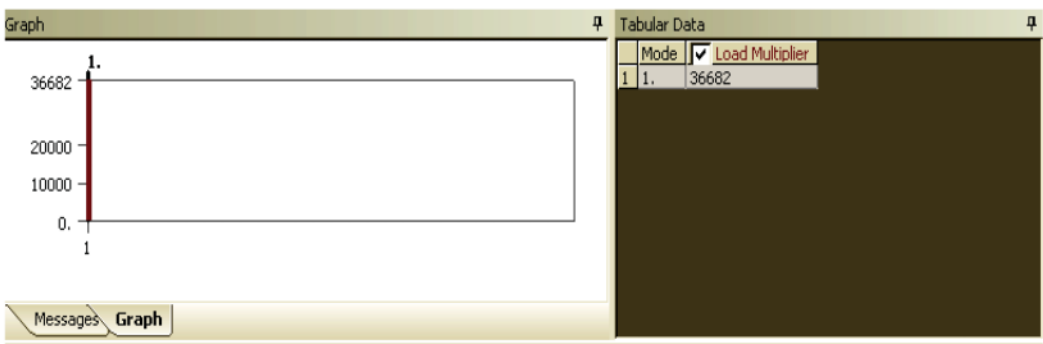 Graph
1.
36682
20000
10000
0.
1
Messages Graph
Tabular Data
Mode Load Multiplier
1 1. 36682